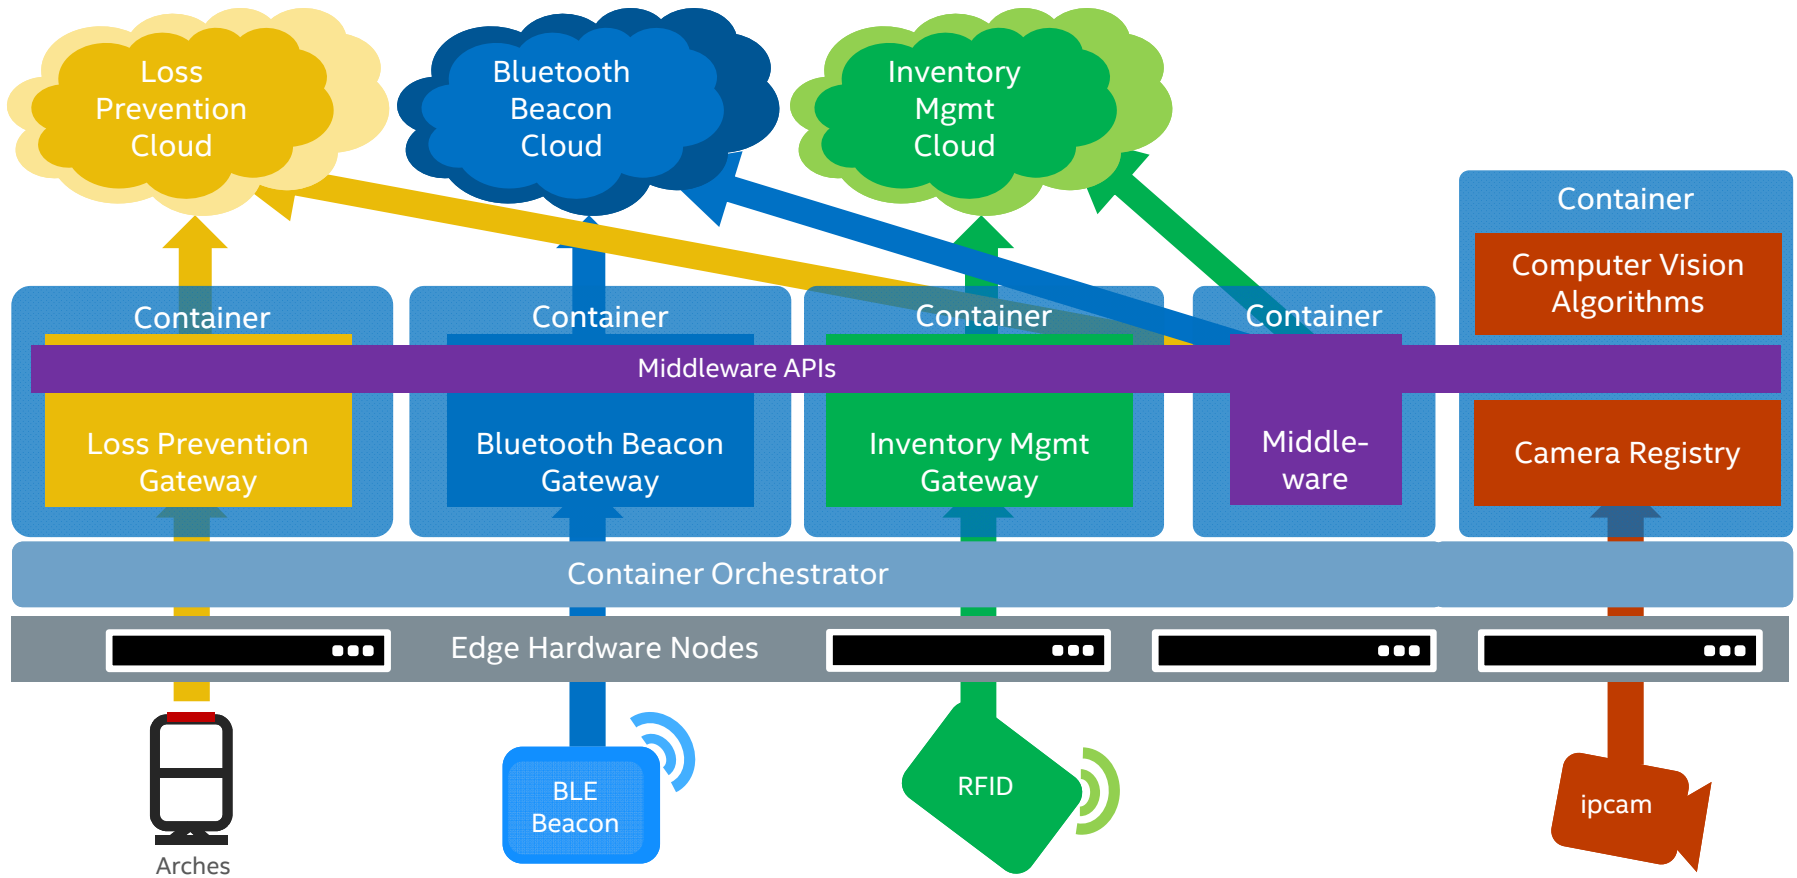 Loss
Prevention
Cloud
Bluetooth
Beacon
Cloud
Inventory
Mgmt
Cloud
Container
Computer Vision
Algorithms
Container
Container
Container
Container
Middleware APIs
Loss Prevention
Gateway
Bluetooth Beacon
Gateway
Inventory Mgmt
Gateway
Middle-
ware
Camera Registry
Container Orchestrator
Edge Hardware Nodes
Arches
BLE
Beacon
RFID
ipcam